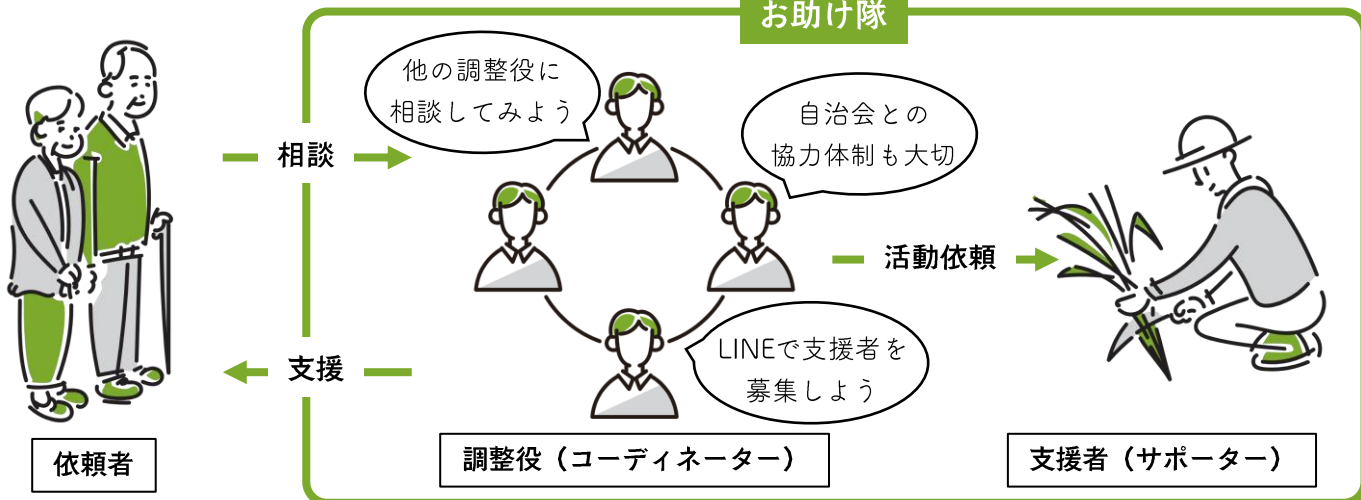 お助け隊
他の調整役に
相談してみよう
自治会との
協力体制も大切
相談
活動依頼
LINEで支援者を
募集しよう
支援
依頼者
調整役（コーディネーター）
支援者（サポーター）